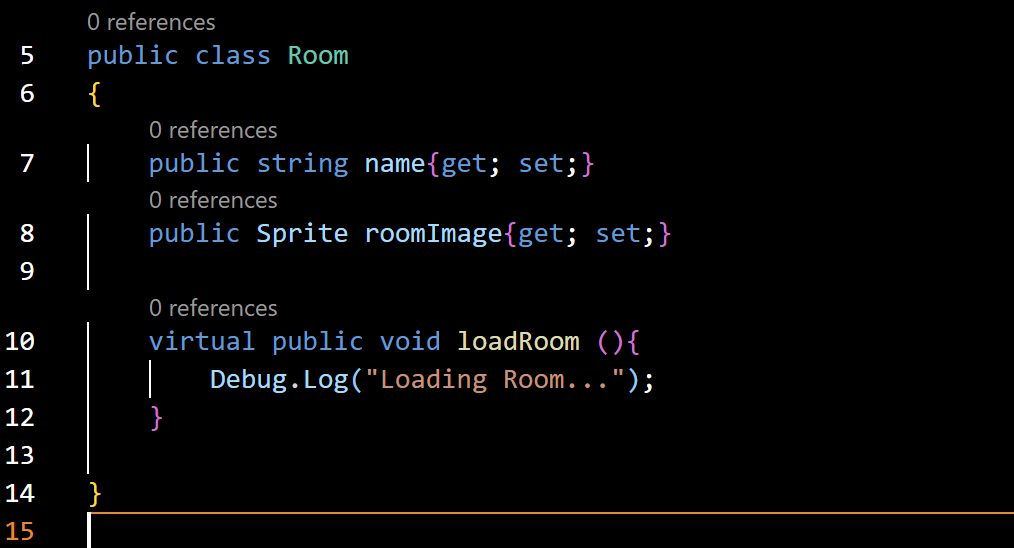 0 references
5 public class Room
6 {
0 references
7 public string name{get; set;}
0 references
8 public Sprite roomImage{get; set;}
9
0 references
10 virtual public void loadRoom (){
11 Debug.Log("Loading Room...");
12 }
13
14 }
15